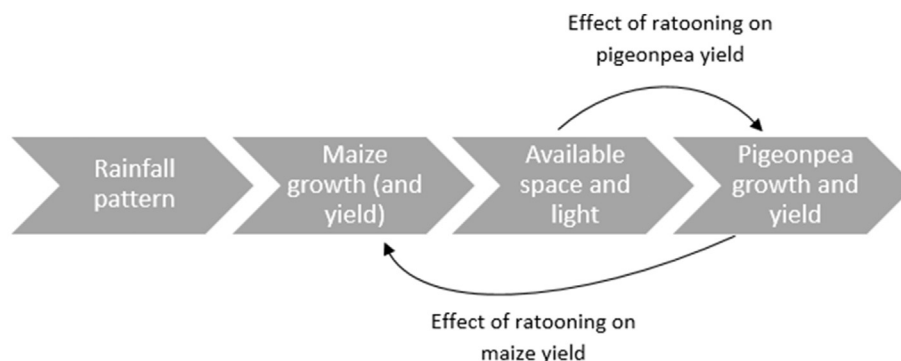 Effect of ratooning on
pigeonpea yield
Rainfall
pattern
Maize
growth (and
yield)
Available
space and
light
Pigeonpea
growth and
yield
Effect of ratooning on
maize yield